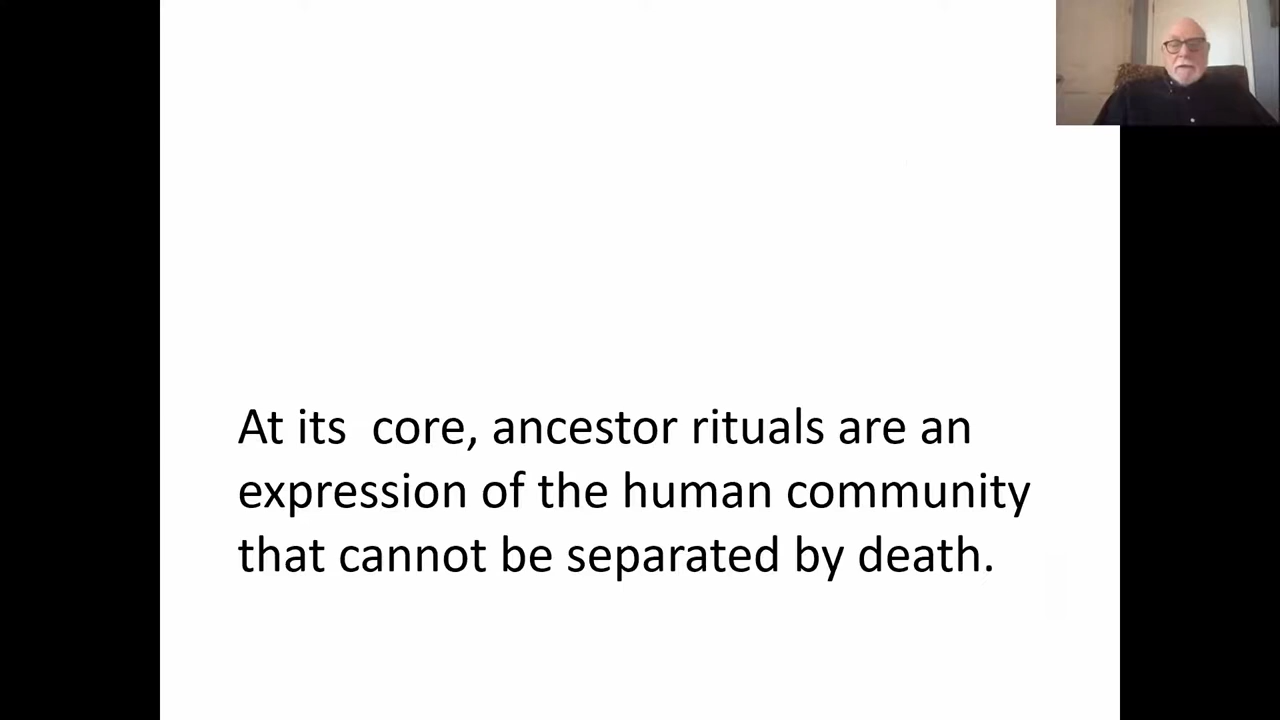 At its  core, ancestor rituals are an
expression of the human community
that cannot be separated by death.